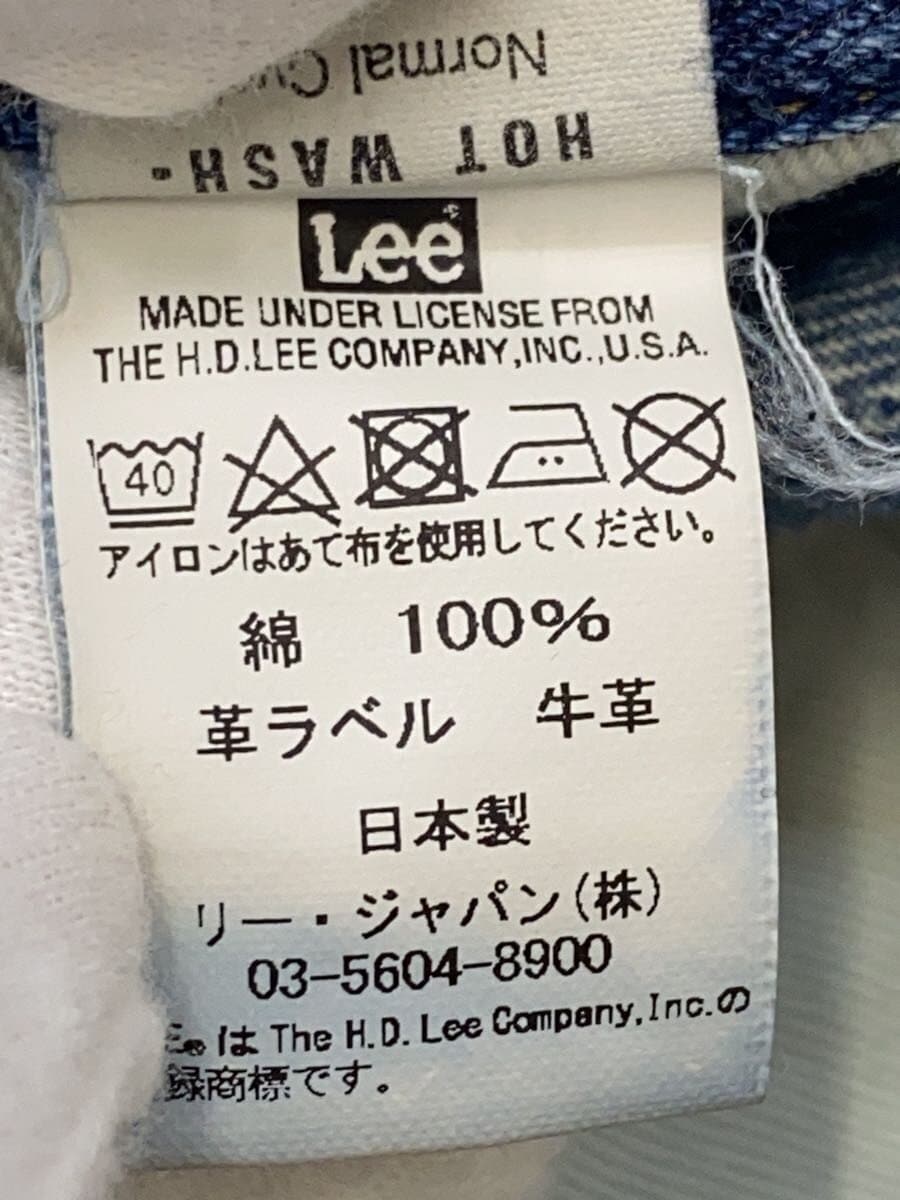 Normal
HOT WASH.
Lee®
MADE UNDER LICENSE FROM
THE H.D.LEE COMPANY,INC.,U.S.A.
40
アイロンはあて布を使用してください。
綿 100%
革ラベル 牛革
日本製
リー・ジャパン(株)
03-5604-8900
® は The H.D. Lee Company,Inc.の
録商標です。